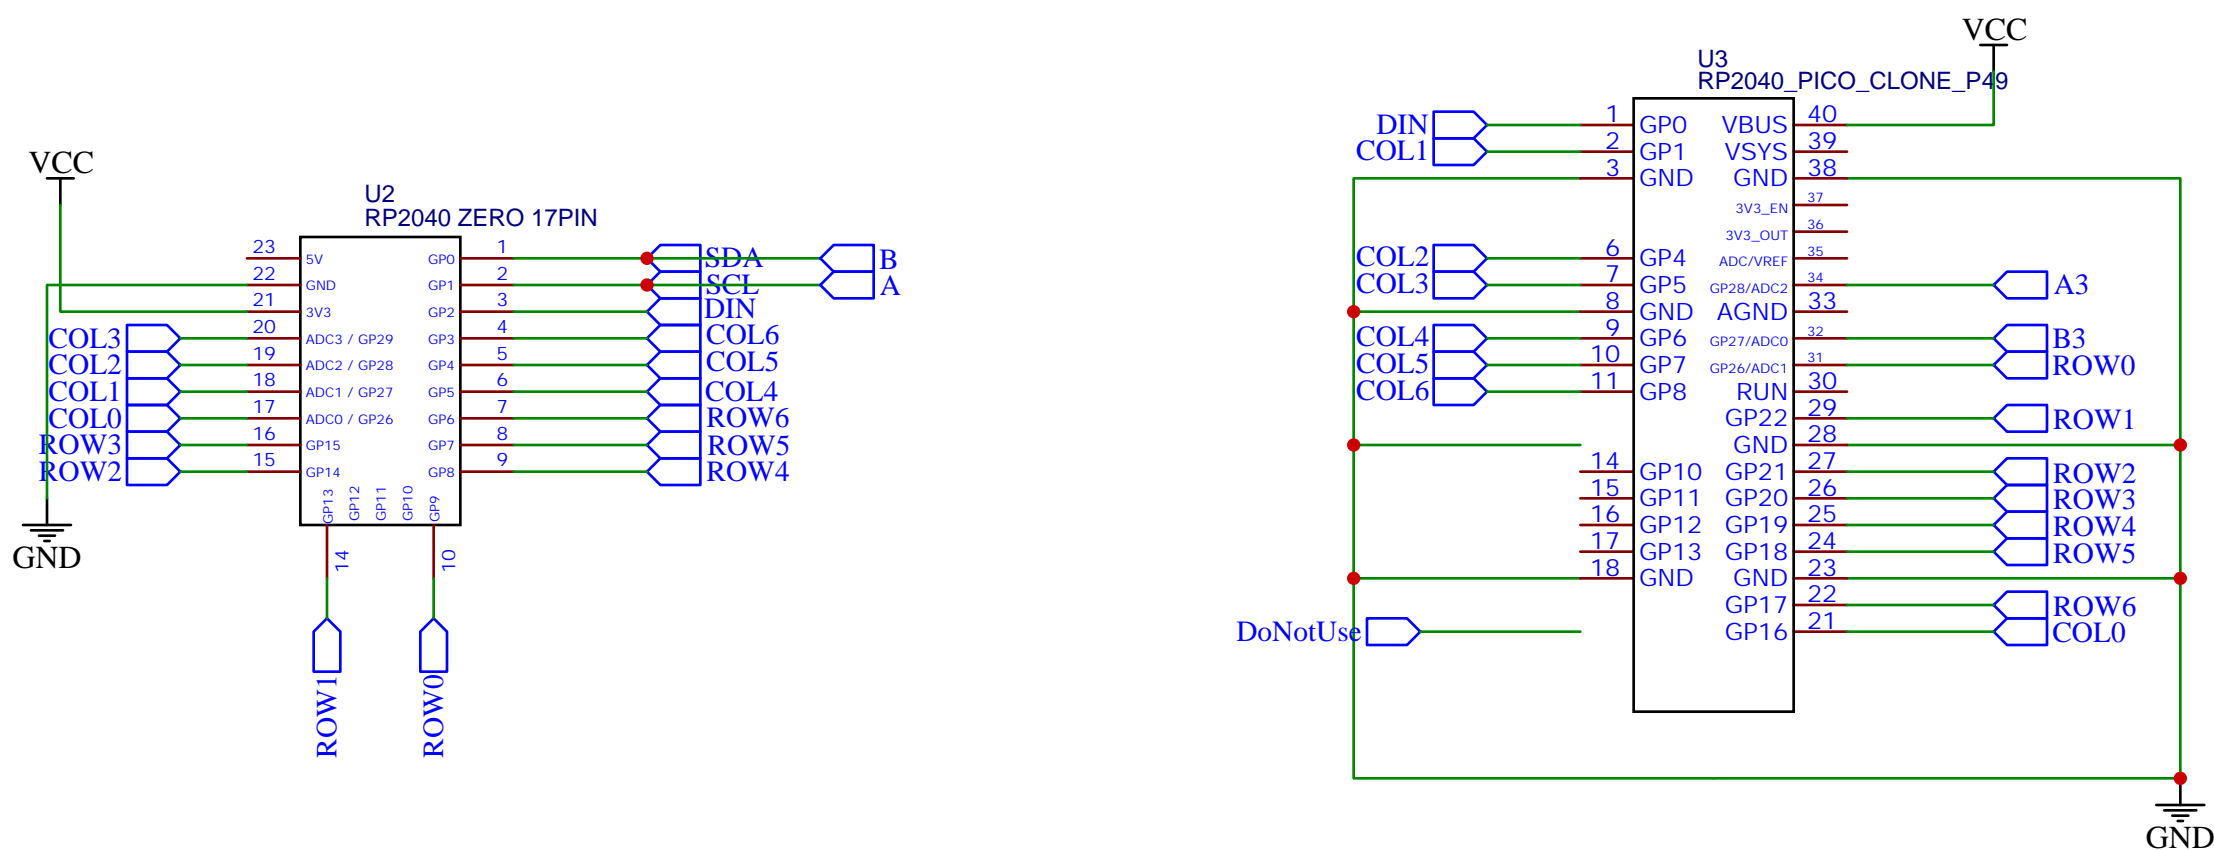 VCC
U2
RP2040 ZERO 17PIN
23 5V GP0 1 SDA B
22 GND GP1 2 SCL A
21 3V3 GP2 3 DIN
COL3 20 ADC3 / GP29 GP3 4 COL6
COL2 19 ADC2 / GP28 GP4 5 COL5
COL1 18 ADC1 / GP27 GP5 6 COL4
COL0 17 ADC0 / GP26 GP6 7 ROW6
ROW3 16 GP15 GP7 8 ROW5
ROW2 15 GP14 GP8 9 ROW4
GP13 GP12 GP11 GP10 GP9
14 10
GND
ROW1 ROW0
VCC
U3
RP2040_PICO_CLONE_P49
DIN 1 GP0 VBUS 40
COL1 2 GP1 VSYS 39
3 GND GND 38
3V3_EN 37
3V3_OUT 36
COL2 6 GP4 ADC/VREF 35
COL3 7 GP5 GP28/ADC2 34 A3
8 GND AGND 33
COL4 9 GP6 GP27/ADC0 32 B3
COL5 10 GP7 GP26/ADC1 31 ROW0
COL6 11 GP8 RUN 30
GP22 29 ROW1
GND 28
14 GP10 GP21 27 ROW2
15 GP11 GP20 26 ROW3
16 GP12 GP19 25 ROW4
17 GP13 GP18 24 ROW5
18 GND GND 23
GP17 22 ROW6
DoNotUse GP16 21 COL0
GND